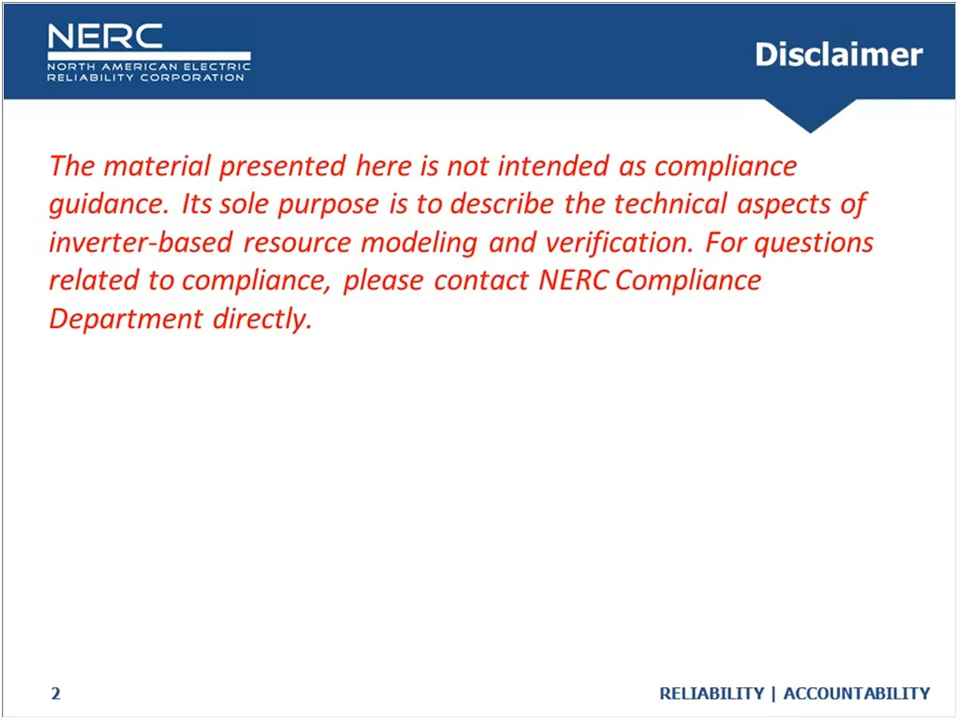 NERC
NORTH AMERICAN ELECTRIC
RELIABILITY CORPORATION
Disclaimer
The material presented here is not intended as compliance
guidance. Its sole purpose is to describe the technical aspects of
inverter-based resource modeling and verification. For questions
related to compliance, please contact NERC Compliance
Department directly.
2
RELIABILITY | ACCOUNTABILITY